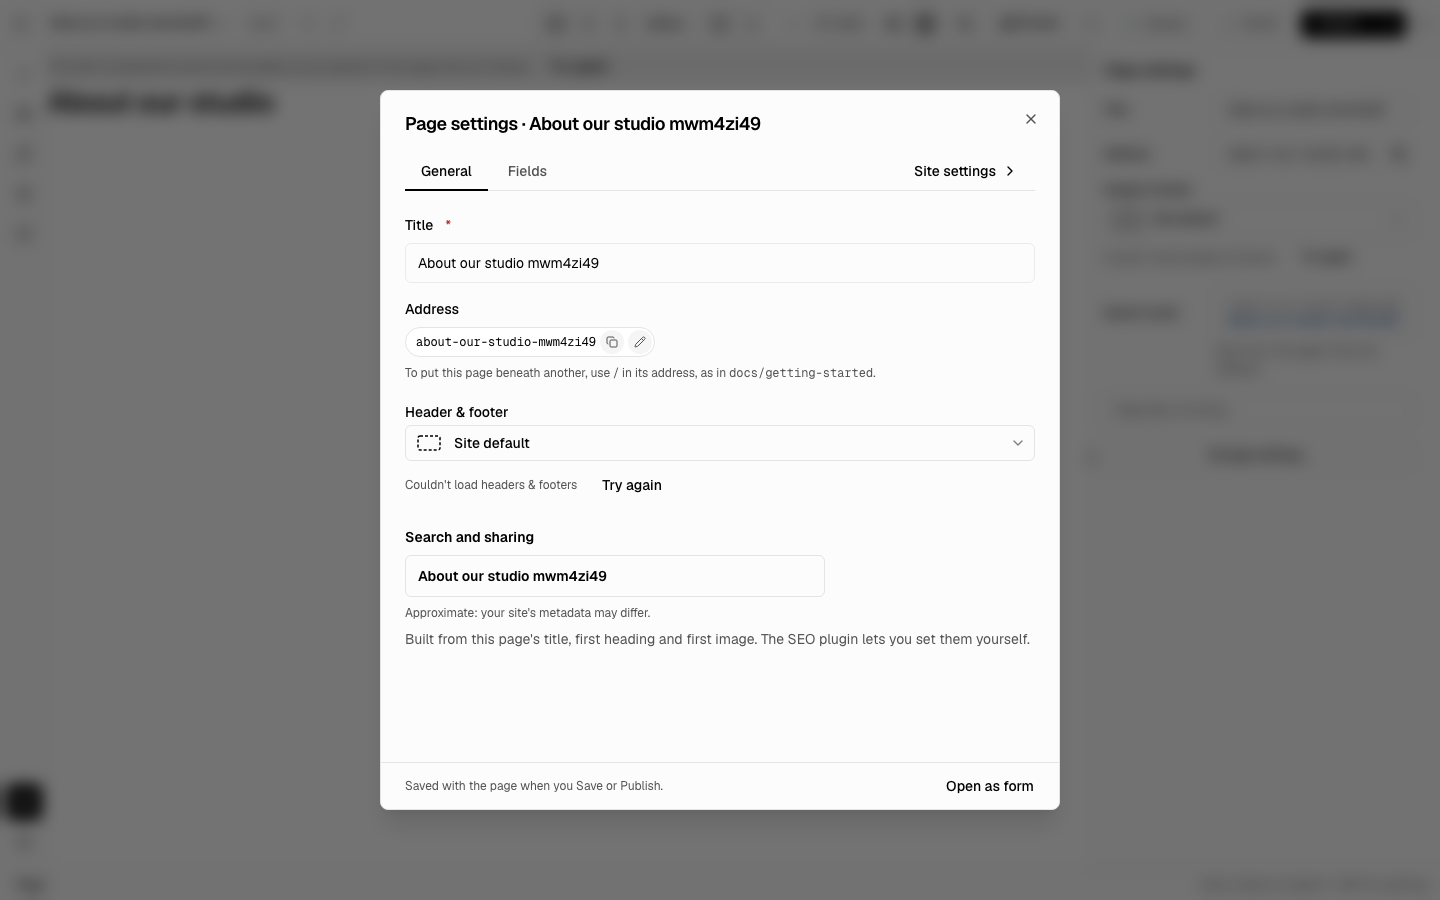 About our studio
Page settings · About our studio mwm4zi49
General
Fields
Site settings
Title *
About our studio mwm4zi49
Address
about-our-studio-mwm4zi49
To put this page beneath another, use / in its address, as in docs/getting-started.
Header & footer
Site default
Couldn't load headers & footers
Try again
Search and sharing
About our studio mwm4zi49
Approximate: your site's metadata may differ.
Built from this page's title, first heading and first image. The SEO plugin lets you set them yourself.
Saved with the page when you Save or Publish.
Open as form